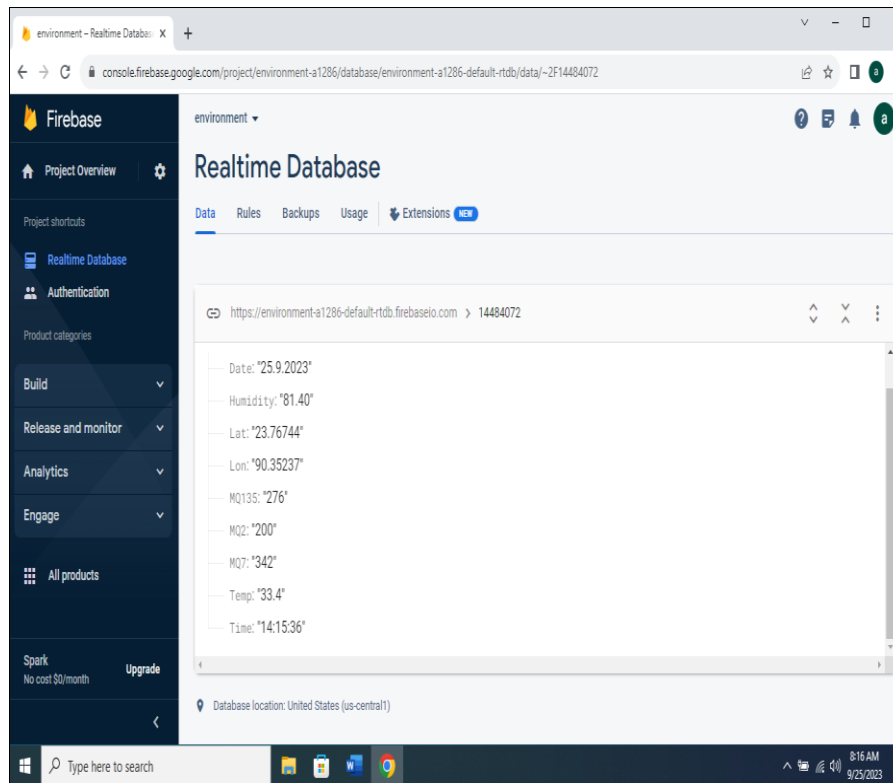 environment – Realtime Databas
console.firebase.google.com/project/environment-a1286/database/environment-a1286-default-rtdb/data/~2F14484072
a
Firebase
environment
a
Project Overview
Realtime Database
Data Rules Backups Usage Extensions NEW
Project shortcuts
Realtime Database
Authentication
Product categories
Build
Release and monitor
Analytics
Engage
All products
Spark
No cost $0/month
Upgrade
https://environment-a1286-default-rtdb.firebaseio.com > 14484072
Date: "25.9.2023"
Humidity: "81.40"
Lat: "23.76744"
Lon: "90.35237"
MQ135: "276"
MQ2: "200"
MQ7: "342"
Temp: "33.4"
Time: "14:15:36"
Database location: United States (us-central1)
Type here to search
8:16 AM
9/25/2023